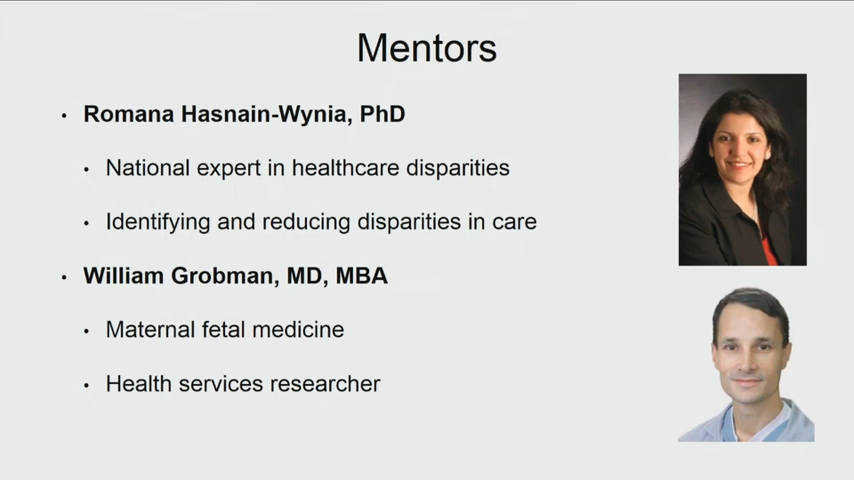 Mentors
• Romana Hasnain-Wynia, PhD
• National expert in healthcare disparities
• Identifying and reducing disparities in care
• William Grobman, MD, MBA
• Maternal fetal medicine
• Health services researcher